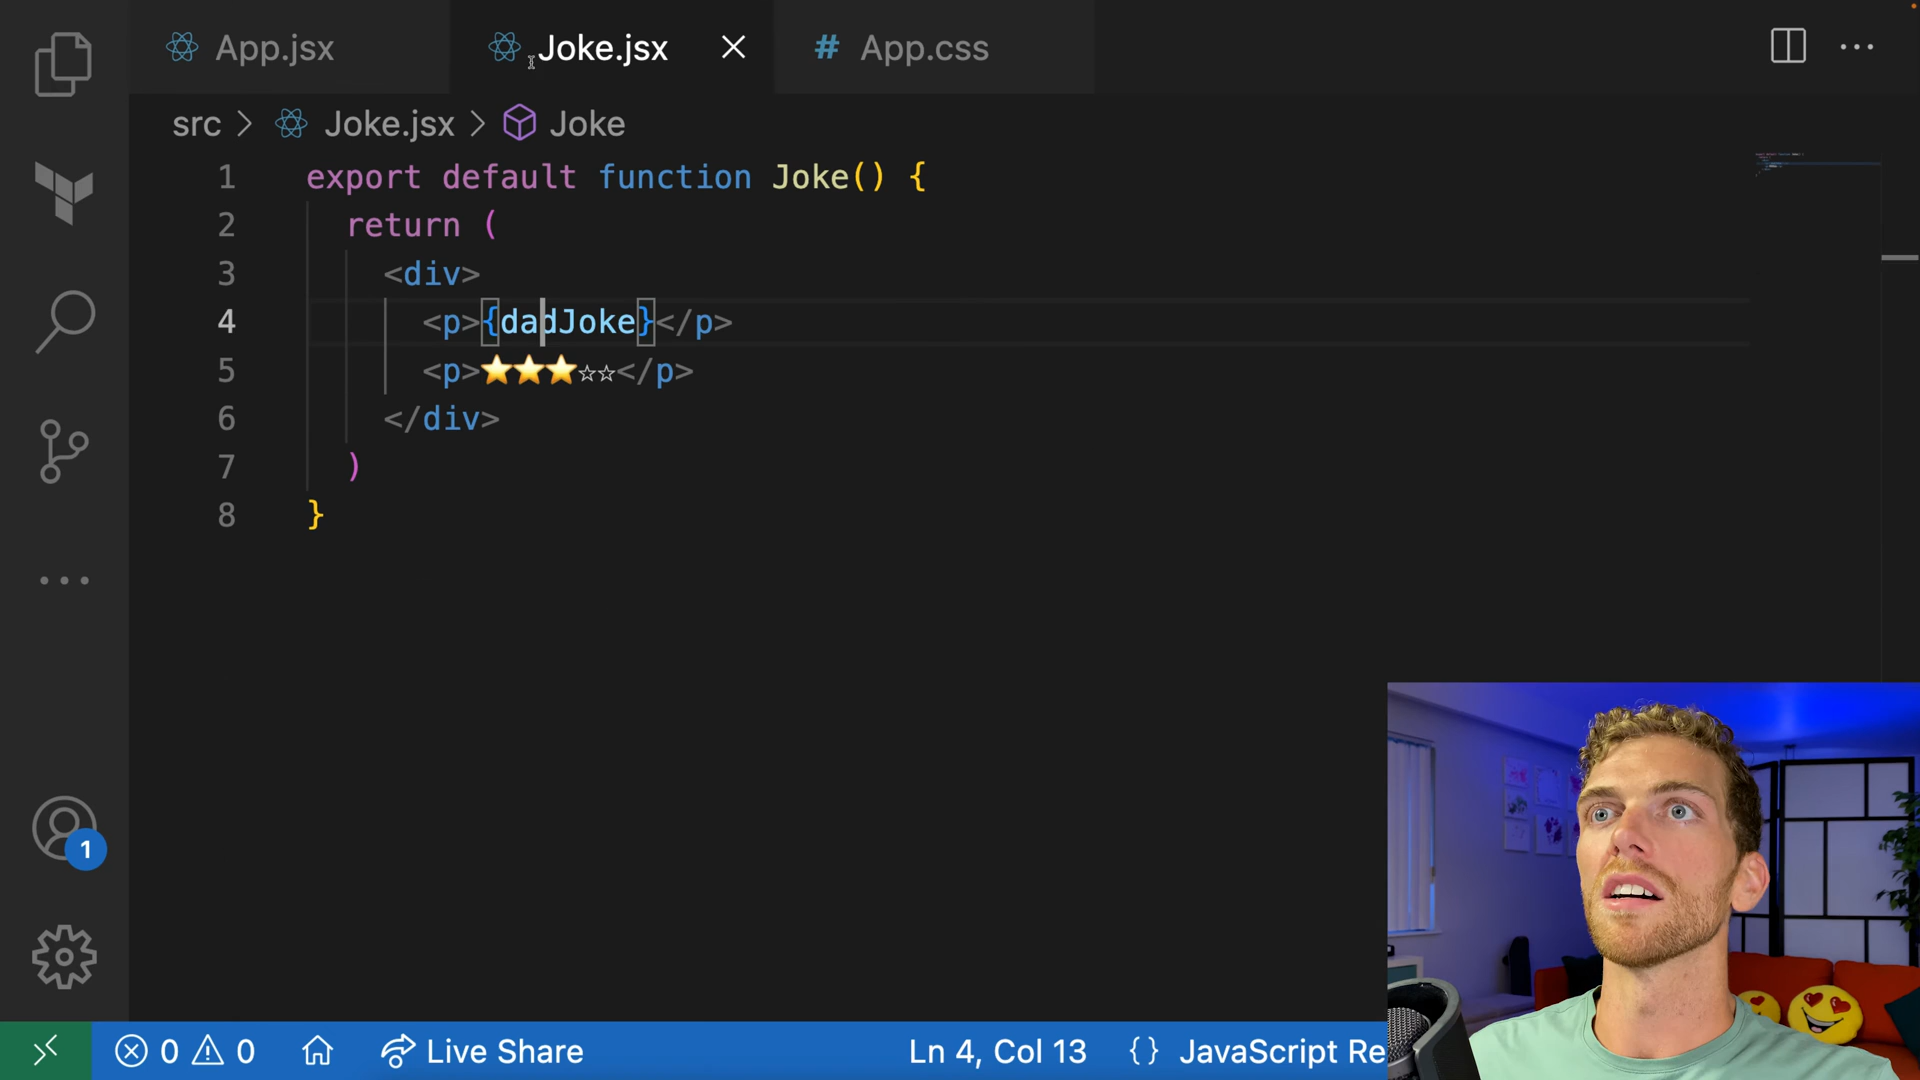 App.jsx
Joke.jsx
# App.css
src > Joke.jsx > Joke
1 export default function Joke() {
2 return (
3 <div>
4 <p>{dadJoke}</p>
5 <p>⭐⭐⭐☆☆</p>
6 </div>
7 )
8 }
1
0 0 Live Share Ln 4, Col 13 {} JavaScript Re